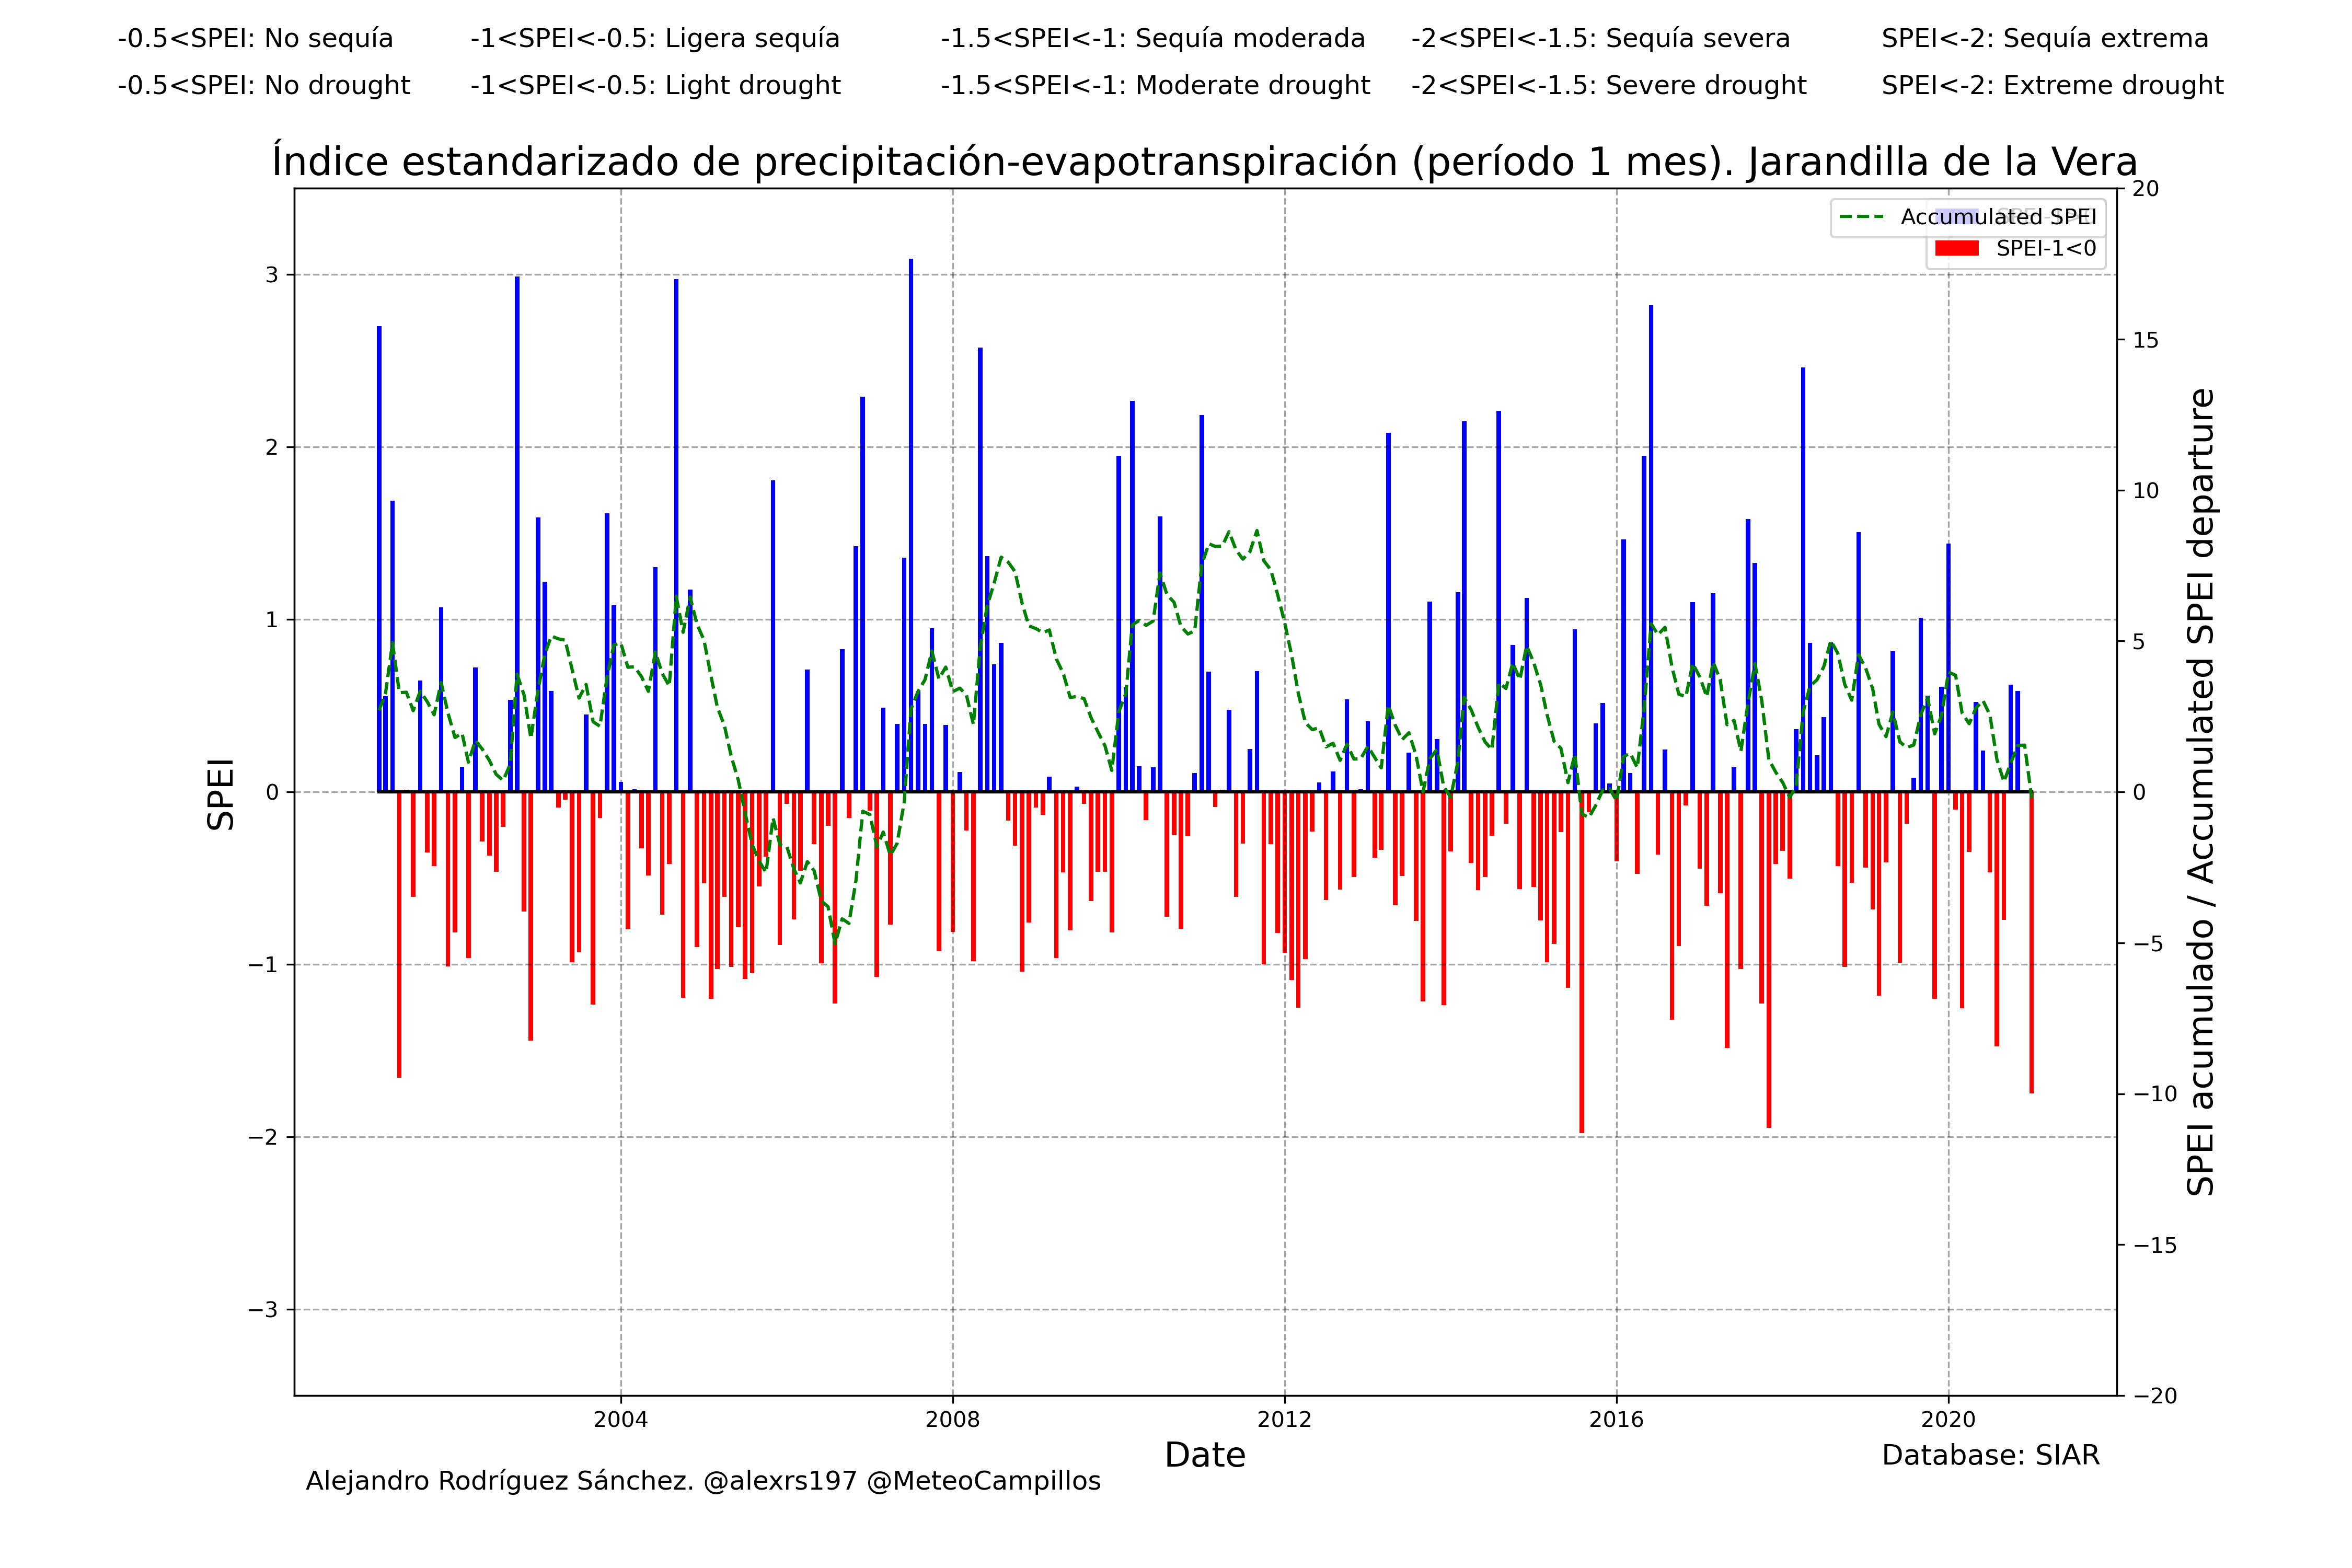 -0.5<SPEI: No sequía -1<SPEI<-0.5: Ligera sequía -1.5<SPEI<-1: Sequía moderada -2<SPEI<-1.5: Sequía severa SPEI<-2: Sequía extrema
-0.5<SPEI: No drought -1<SPEI<-0.5: Light drought -1.5<SPEI<-1: Moderate drought -2<SPEI<-1.5: Severe drought SPEI<-2: Extreme drought
Índice estandarizado de precipitación-evapotranspiración (período 1 mes). Jarandilla de la Vera
Accumulated SPEI
SPEI-1<0
SPEI
3
2
1
0
−1
−2
−3
20
15
10
5
0
−5
−10
−15
−20
SPEI acumulado / Accumulated SPEI departure
2004 2008 2012 2016 2020
Date
Database: SIAR
Alejandro Rodríguez Sánchez. @alexrs197 @MeteoCampillos